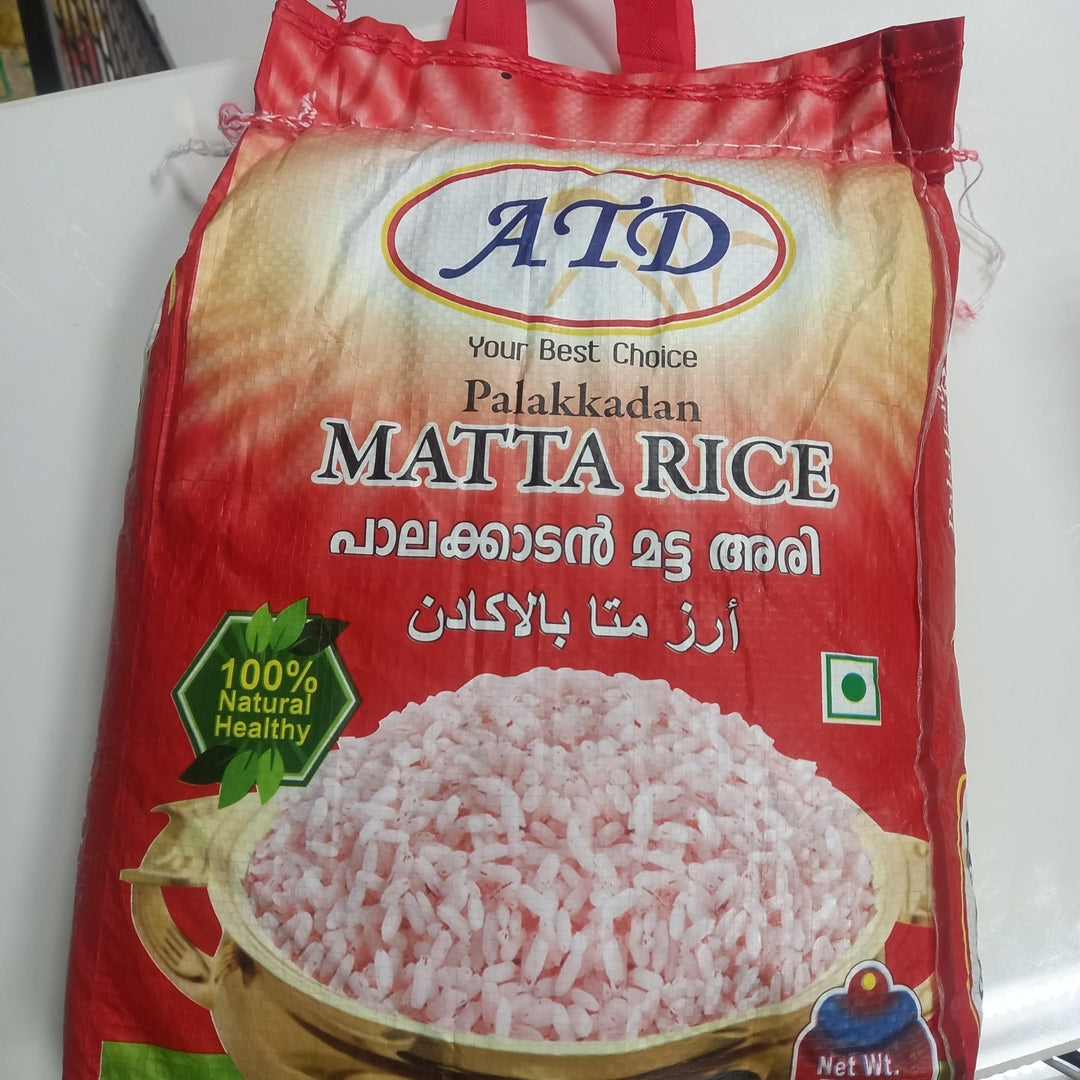 ATD
Your Best Choice
Palakkadan
MATTA RICE
പാലക്കാടൻ മട്ട അരി
أرز متا بالاكادن
100%
Natural
Healthy
Net Wt.